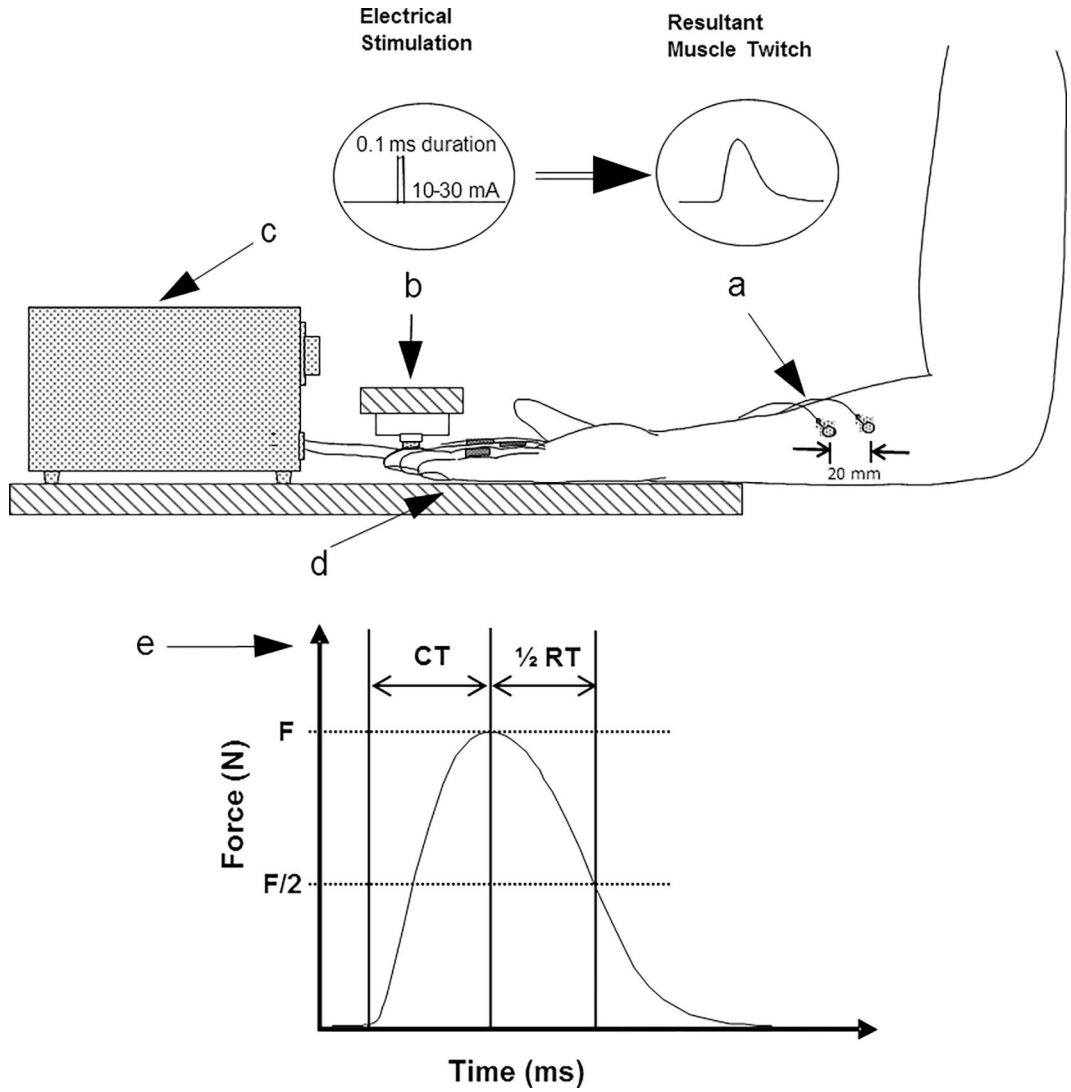 Electrical
Stimulation
Resultant
Muscle Twitch
0.1 ms duration
10-30 mA
c
b
a
20 mm
d
e
CT
½ RT
F
F/2
Force (N)
Time (ms)